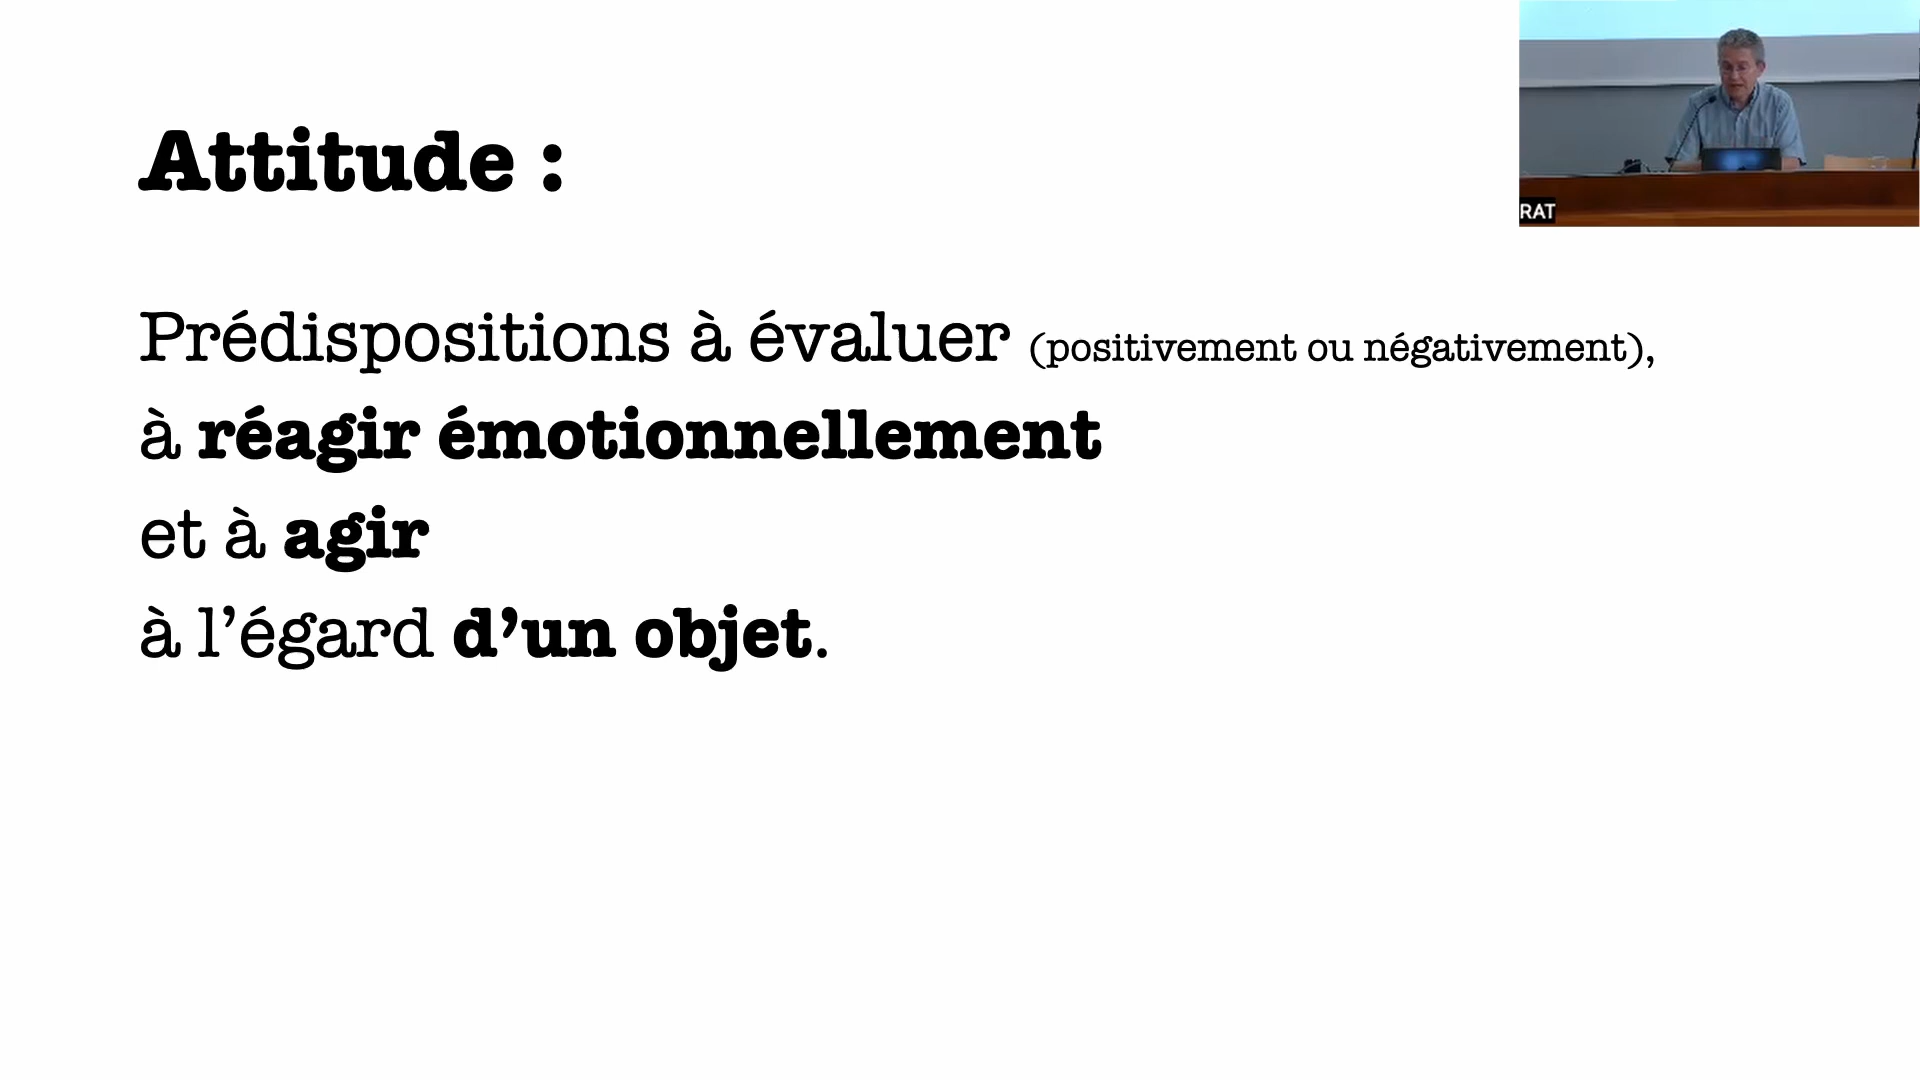 Attitude :
Prédispositions à évaluer (positivement ou négativement),
à réagir émotionnellement
et à agir
à l’égard d’un objet.
RAT